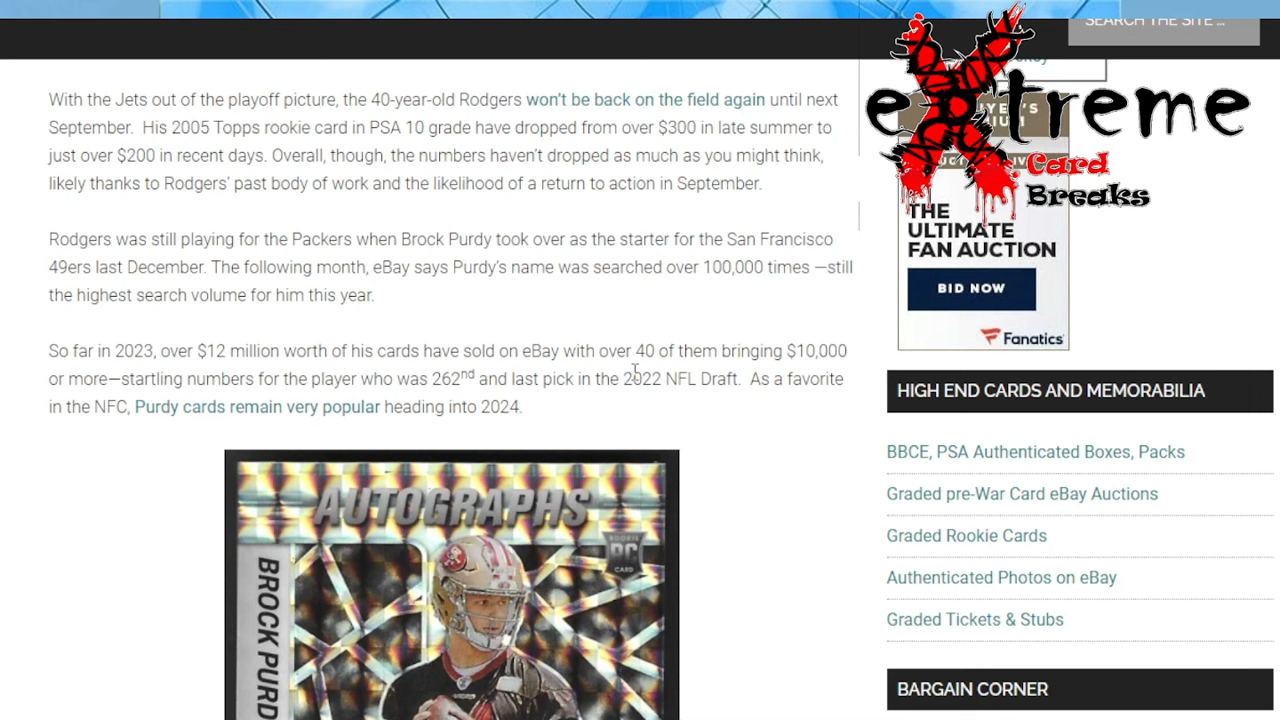 SEARCH THE SITE ...
With the Jets out of the playoff picture, the 40-year-old Rodgers won't be back on the field again until next
September. His 2005 Topps rookie card in PSA 10 grade have dropped from over $300 in late summer to
just over $200 in recent days. Overall, though, the numbers haven't dropped as much as you might think,
likely thanks to Rodgers' past body of work and the likelihood of a return to action in September.
Rodgers was still playing for the Packers when Brock Purdy took over as the starter for the San Francisco
49ers last December. The following month, eBay says Purdy's name was searched over 100,000 times —still
the highest search volume for him this year.
So far in 2023, over $12 million worth of his cards have sold on eBay with over 40 of them bringing $10,000
or more—startling numbers for the player who was 262nd and last pick in the 2022 NFL Draft. As a favorite
in the NFC, Purdy cards remain very popular heading into 2024.
AUTOGRAPHS
ROOKIE
RC
CARD
BROCK PURD
eXtreme
Card
Breaks
THE
ULTIMATE
FAN AUCTION
BID NOW
Fanatics
HIGH END CARDS AND MEMORABILIA
BBCE, PSA Authenticated Boxes, Packs
Graded pre-War Card eBay Auctions
Graded Rookie Cards
Authenticated Photos on eBay
Graded Tickets & Stubs
BARGAIN CORNER